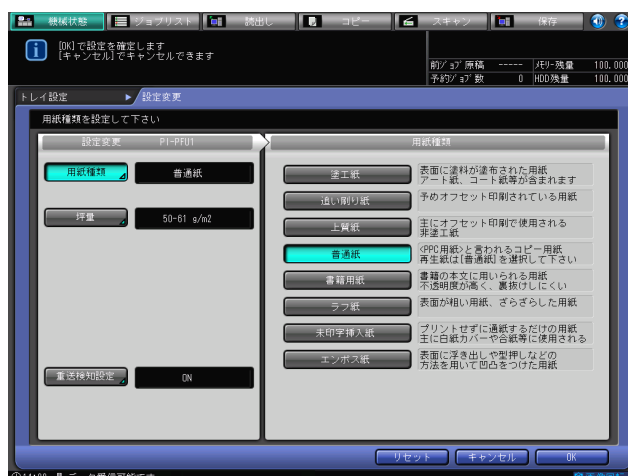 機械状態 ジョブリスト 読出し コピー スキャン 保存
[OK]で設定を確定します
[キャンセル]でキャンセルできます
前ジョブ原稿 ----- メモリー残量 100.000
予約ジョブ数 0 HDD残量 100.000
トレイ設定 設定変更
用紙種類を設定して下さい
設定変更 PI-PFU1
用紙種類
用紙種類 普通紙
坪量 50-61 g/m2
重送検知設定 ON
塗工紙 表面に塗料が塗布された用紙
アート紙、コート紙等が含まれます
追い刷り紙 予めオフセット印刷されている用紙
上質紙 主にオフセット印刷で使用される
非塗工紙
普通紙 <PPC用紙>と言われるコピー用紙
再生紙は[普通紙]を選択して下さい
書籍用紙 書籍の本文に用いられる用紙
不透明度が高く、裏抜けしにくい
ラフ紙 表面が粗い用紙、ざらざらした用紙
未印字挿入紙 プリントせずに通紙するだけの用紙
主に白紙カバーや合紙等に使用される
エンボス紙 表面に浮き出しや型押しなどの
方法を用いて凹凸をつけた用紙
リセット キャンセル OK
データ受信可能です